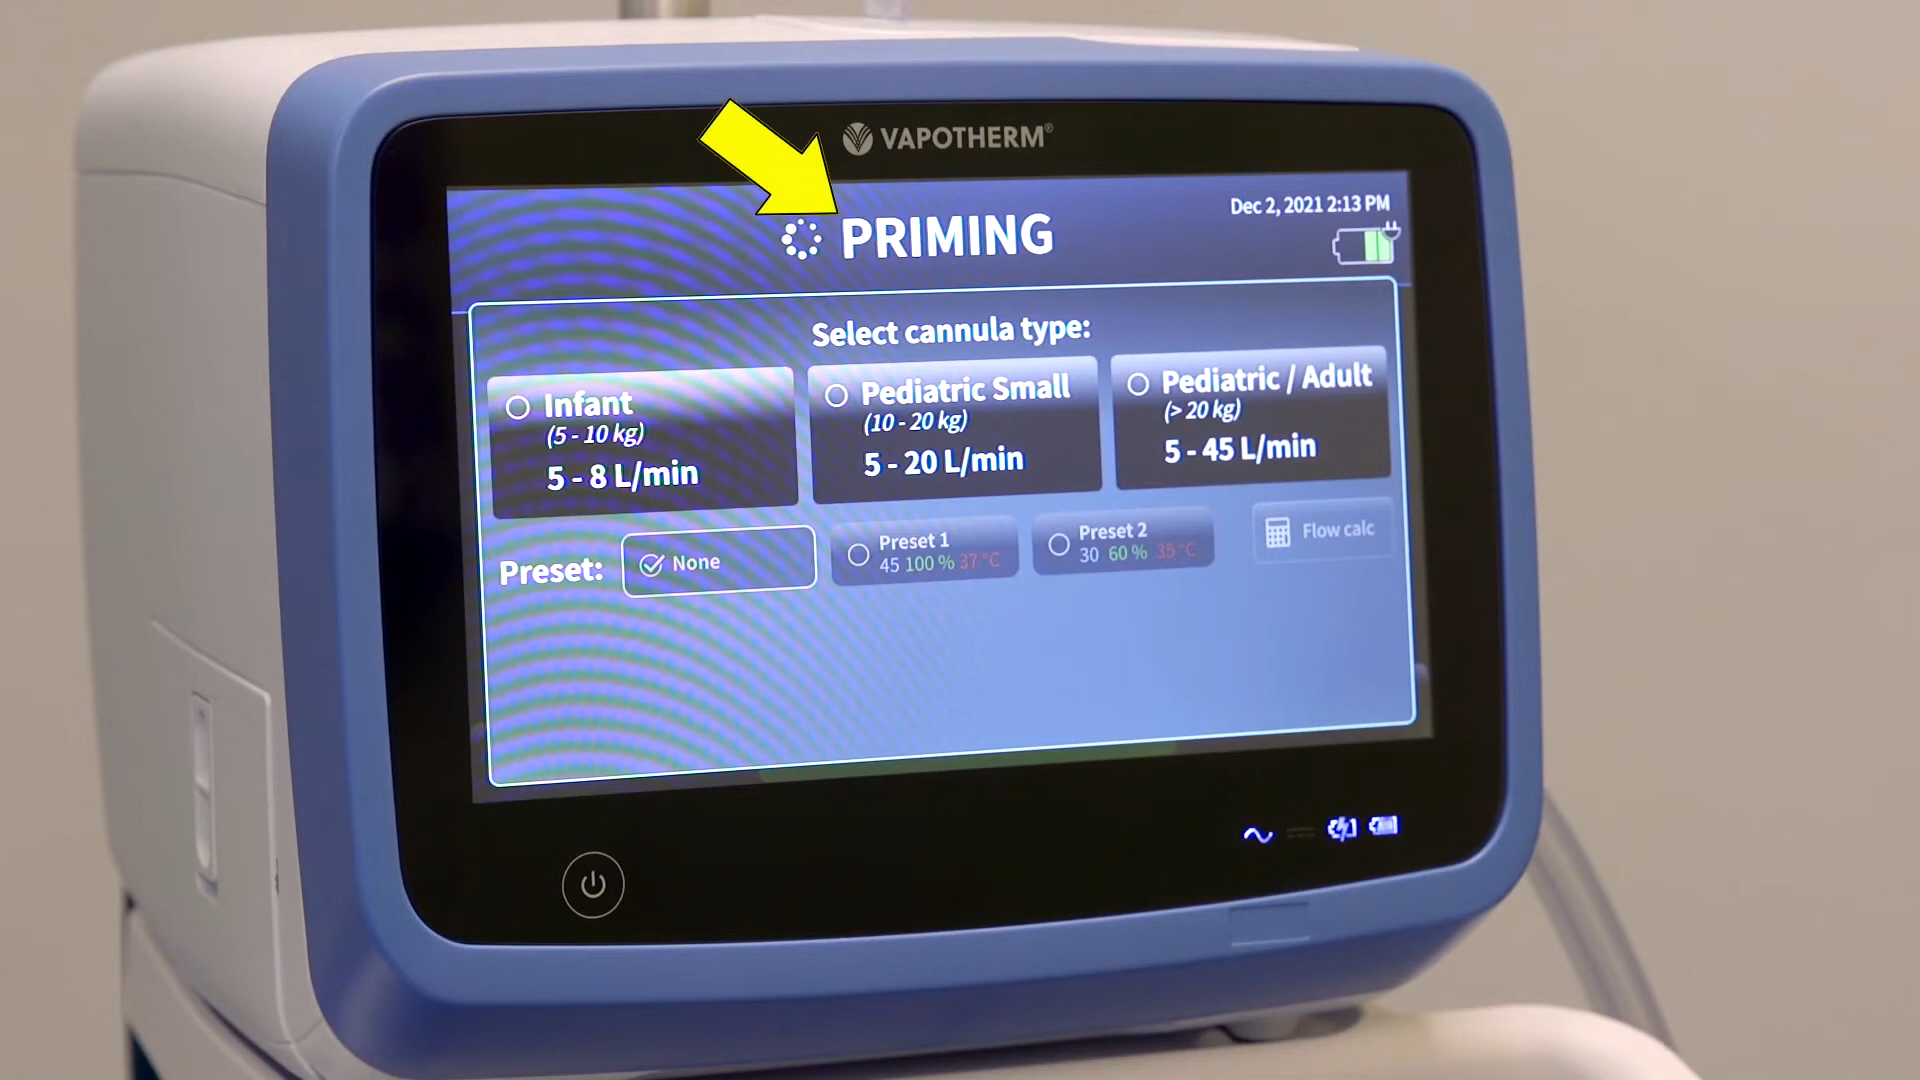 VAPOTHERM®
Dec 2, 2021 2:13 PM
PRIMING
Select cannula type:
Infant
(5 - 10 kg)
5 - 8 L/min
Pediatric Small
(10 - 20 kg)
5 - 20 L/min
Pediatric / Adult
(> 20 kg)
5 - 45 L/min
Preset:
None
Preset 1
45 100 % 37 °C
Preset 2
30 60 % 35 °C
Flow calc